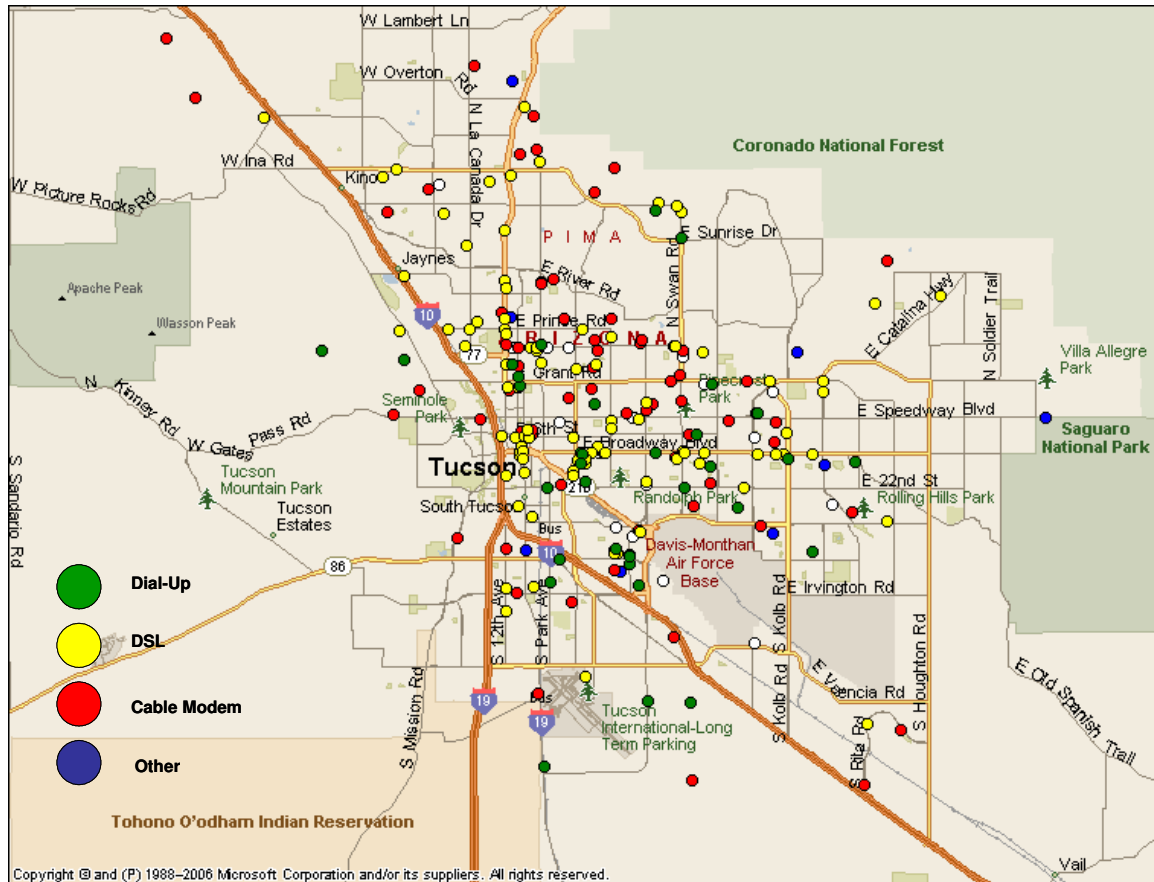 W Lambert Ln
W Overton Rd
N La Canada Dr
Coronado National Forest
W Ina Rd
Kino
W Picture Rocks Rd
P I M A
E Sunrise Dr
N Swan Rd
Jaynes
E River Rd
Apache Peak
Wasson Peak
10
E Prince Rd
E Catalina Hwy
N Soldier Trail
77
Grant Rd
Villa Allegre
Park
N Kinney Rd
Seminole
Park
Park
E Speedway Blvd
W Gates Pass Rd
E 5th St
E Broadway Blvd
Saguaro
National Park
Tucson
S Sandario Rd
Tucson
Mountain Park
E 22nd St
210
Randolph Park
Rolling Hills Park
South Tucson
Tucson
Estates
Bus
10
Davis-Monthan
Air Force
Base
86
E Irvington Rd
Dial-Up
DSL
Cable Modem
Other
S 12th Ave
S Park Ave
S Kolb Rd
S Houghton Rd
S Mission Rd
19
Bus
19
Tucson
International-Long
Term Parking
S Kolb Rd
S Rita Rd
E Old Spanish Trail
Tohono O'odham Indian Reservation
Vail
Copyright © and (P) 1988–2006 Microsoft Corporation and/or its suppliers. All rights reserved.